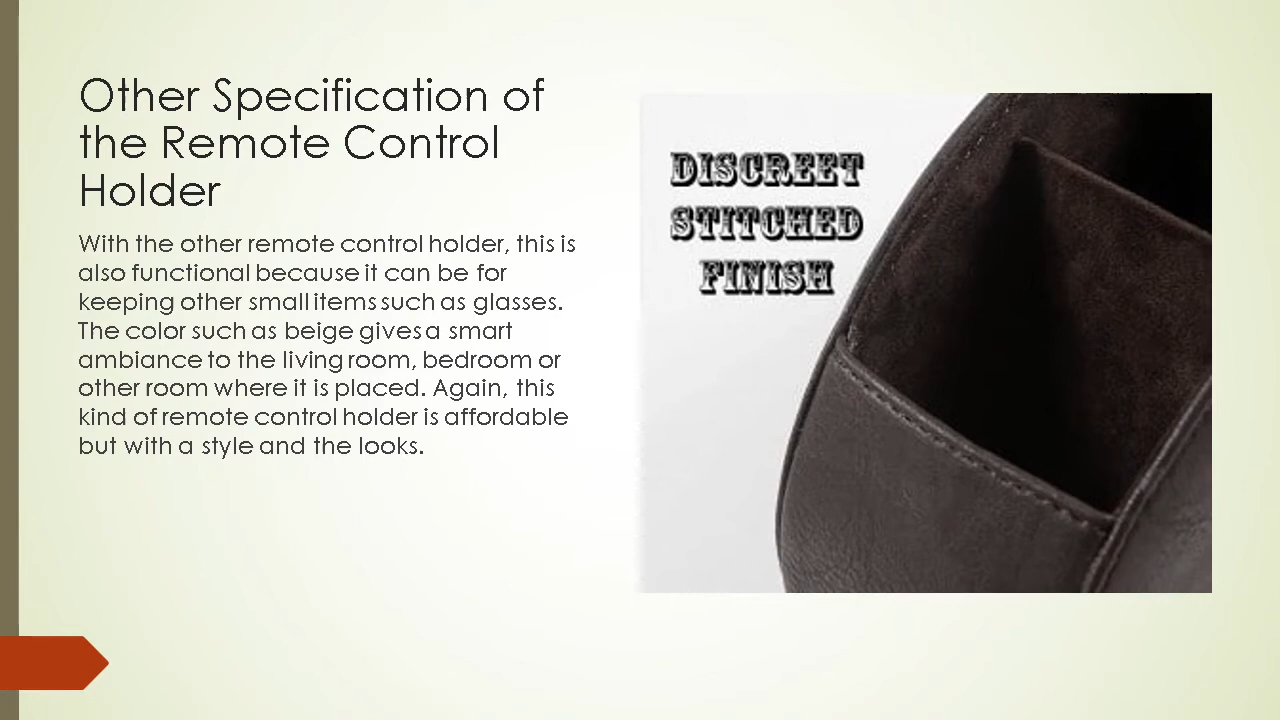 Other Specification of
the Remote Control
Holder
With the other remote control holder, this is
also functional because it can be for
keeping other small items such as glasses.
The color such as beige gives a smart
ambiance to the living room, bedroom or
other room where it is placed. Again, this
kind of remote control holder is affordable
but with a style and the looks.
DISCREET
STITCHED
FINISH